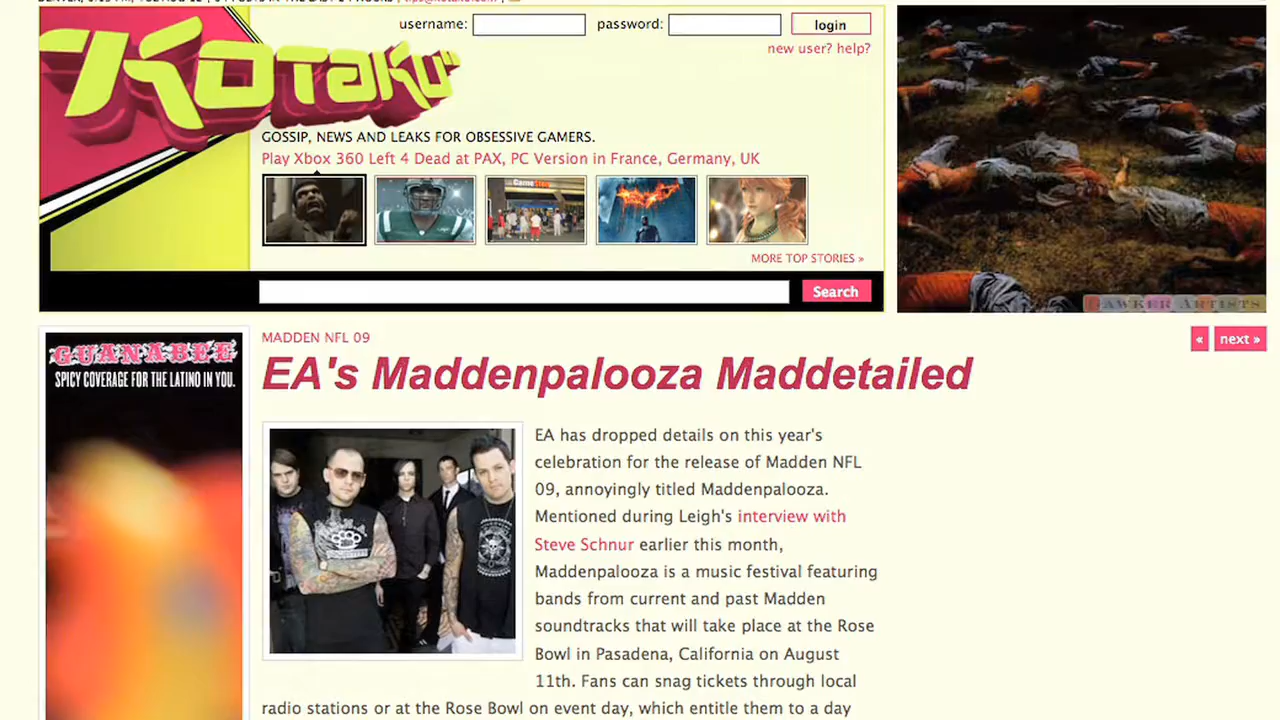 username:
password:
login
new user? help?
KOTAKU
GOSSIP, NEWS AND LEAKS FOR OBSESSIVE GAMERS.
Play Xbox 360 Left 4 Dead at PAX, PC Version in France, Germany, UK
GameStop
MORE TOP STORIES »
Search
GAWKER ARTISTS
GUANABEE
SPICY COVERAGE FOR THE LATINO IN YOU.
MADDEN NFL 09
«
next »
EA's Maddenpalooza Maddetailed
EA has dropped details on this year's
celebration for the release of Madden NFL
09, annoyingly titled Maddenpalooza.
Mentioned during Leigh's interview with
Steve Schnur earlier this month,
Maddenpalooza is a music festival featuring
bands from current and past Madden
soundtracks that will take place at the Rose
Bowl in Pasadena, California on August
11th. Fans can snag tickets through local
radio stations or at the Rose Bowl on event day, which entitle them to a day